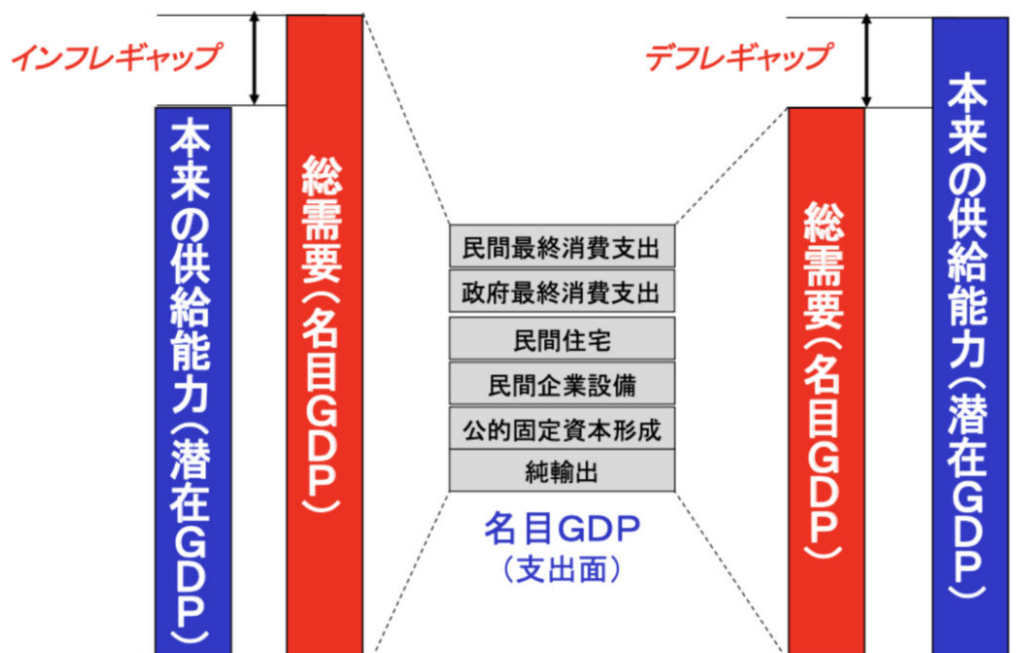 インフレギャップ
本来の供給能力(潜在GDP)
総需要(名目GDP)
民間最終消費支出
政府最終消費支出
民間住宅
民間企業設備
公的固定資本形成
純輸出
名目GDP
(支出面)
デフレギャップ
総需要(名目GDP)
本来の供給能力(潜在GDP)